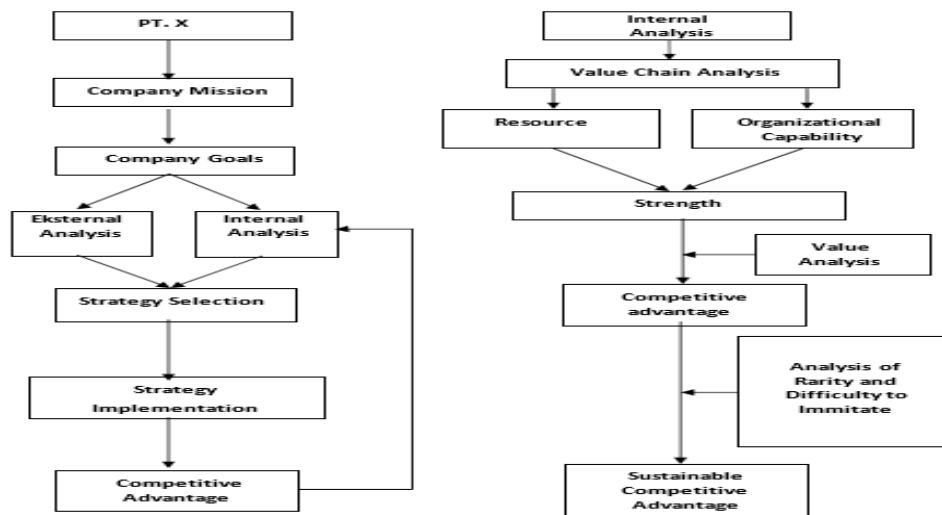 PT. X
Company Mission
Company Goals
Eksternal
Analysis
Internal
Analysis
Strategy Selection
Strategy
Implementation
Competitive
Advantage
Internal
Analysis
Value Chain Analysis
Resource
Organizational
Capability
Strength
Value
Analysis
Competitive
advantage
Analysis of
Rarity and
Difficulty to
Immitate
Sustainable
Competitive
Advantage